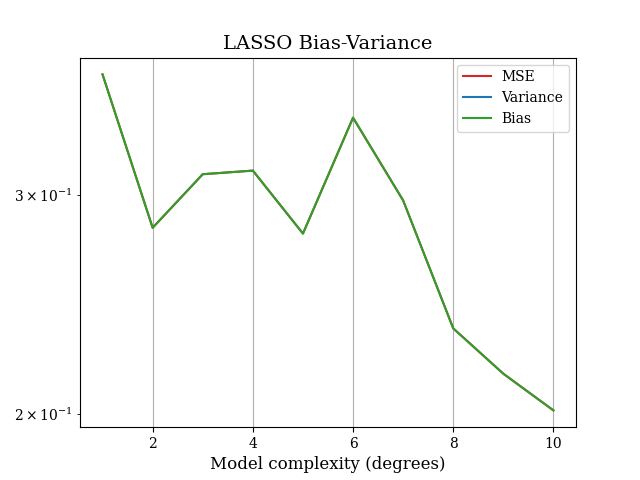 LASSO Bias-Variance
MSE
Variance
Bias
3 × 10⁻¹
2 × 10⁻¹
2 4 6 8 10
Model complexity (degrees)